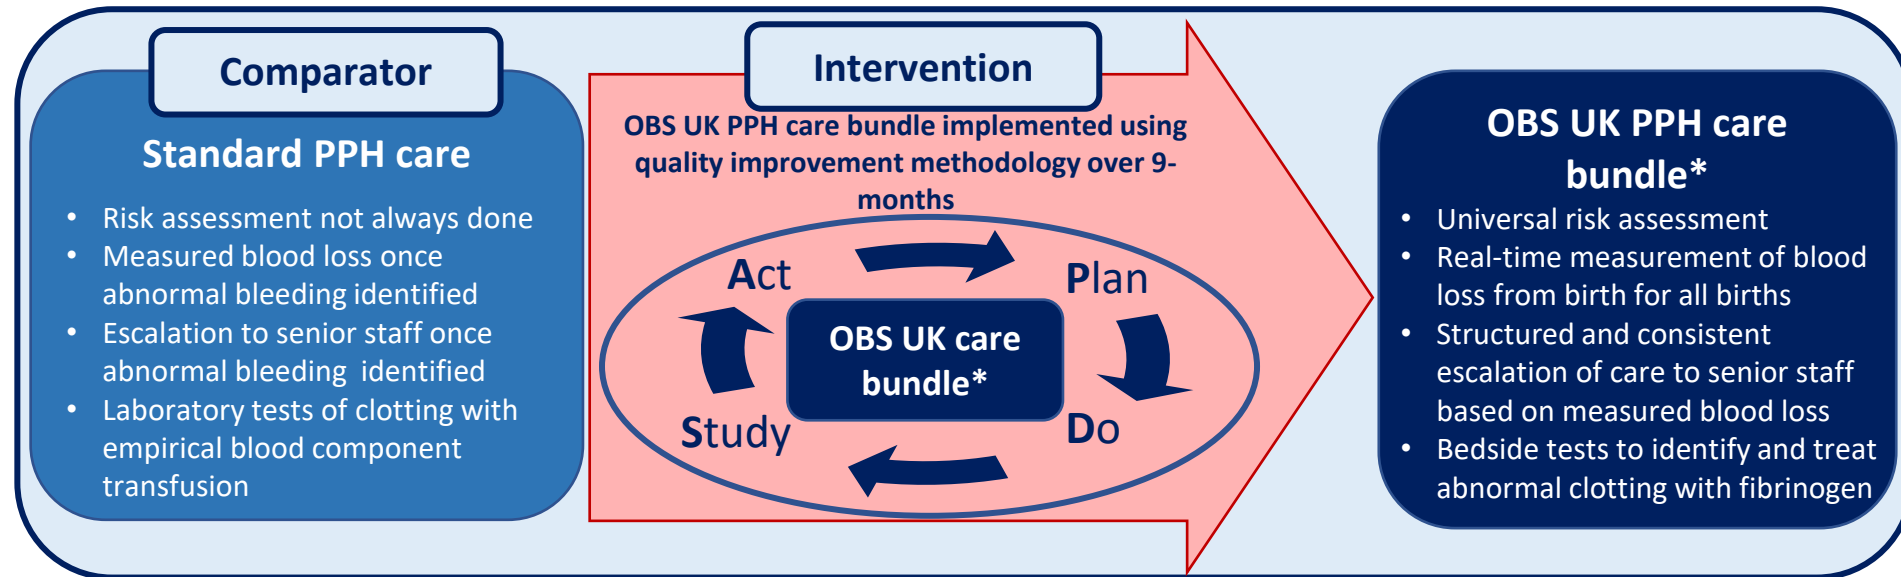 Comparator
Standard PPH care
• Risk assessment not always done
• Measured blood loss once
abnormal bleeding identified
• Escalation to senior staff once
abnormal bleeding identified
• Laboratory tests of clotting with
empirical blood component
transfusion
Intervention
OBS UK PPH care bundle implemented using
quality improvement methodology over 9-
months
Act
Plan
OBS UK care
bundle*
Study
Do
OBS UK PPH care
bundle*
• Universal risk assessment
• Real-time measurement of blood
loss from birth for all births
• Structured and consistent
escalation of care to senior staff
based on measured blood loss
• Bedside tests to identify and treat
abnormal clotting with fibrinogen